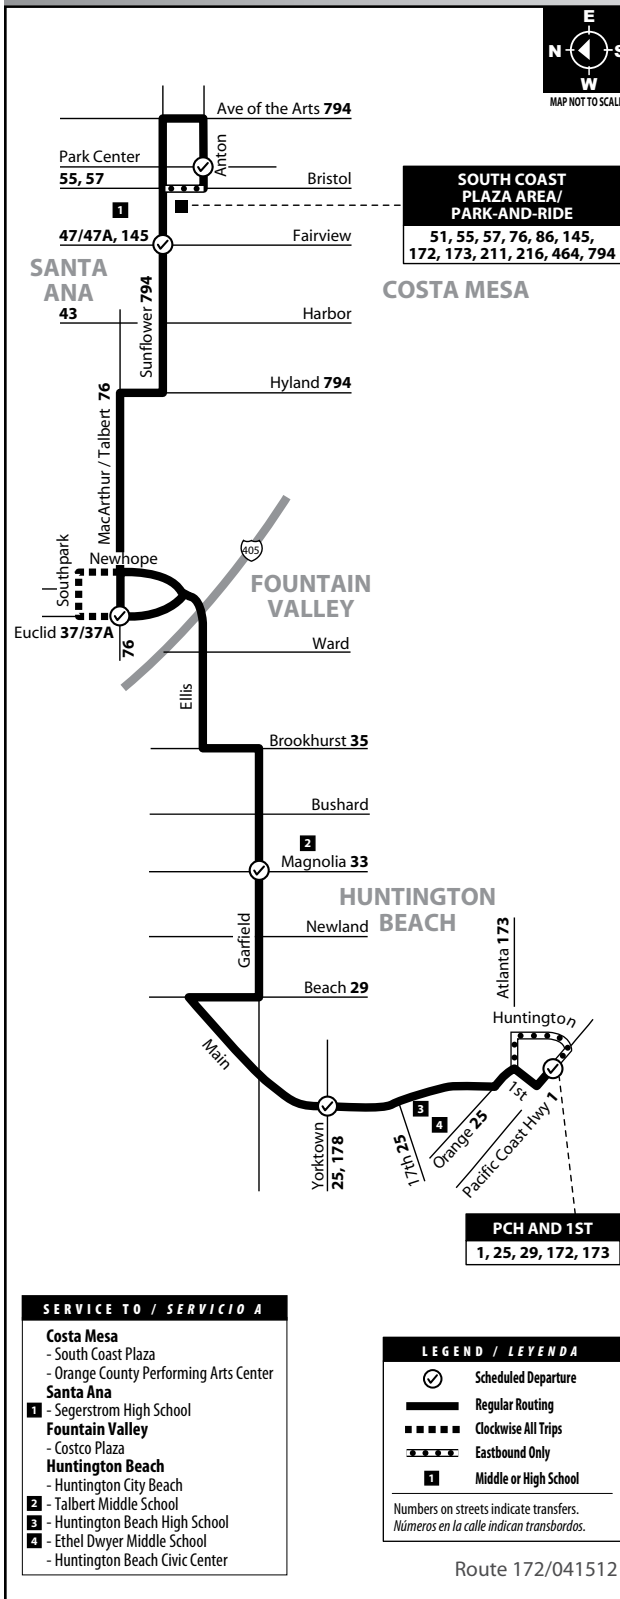 E
N S
W
MAP NOT TO SCALE
Ave of the Arts 794
Anton
Park Center
55, 57
Bristol
SOUTH COAST
PLAZA AREA/
PARK-AND-RIDE
51, 55, 57, 76, 86, 145,
172, 173, 211, 216, 464, 794
1
47/47A, 145
Fairview
SANTA
ANA
COSTA MESA
43
Harbor
Sunflower 794
Hyland 794
MacArthur / Talbert 76
405
Newhope
Southpark
FOUNTAIN
VALLEY
Euclid 37/37A
76
Ward
Ellis
Brookhurst 35
Bushard
2
Magnolia 33
HUNTINGTON
BEACH
Garfield
Newland
Beach 29
Atlanta 173
Huntington
Main
1st
3
4
Yorktown
25, 178
17th 25
Orange 25
Pacific Coast Hwy 1
PCH AND 1ST
1, 25, 29, 172, 173
SERVICE TO / SERVICIO A
Costa Mesa
- South Coast Plaza
- Orange County Performing Arts Center
Santa Ana
1 - Segerstrom High School
Fountain Valley
- Costco Plaza
Huntington Beach
- Huntington City Beach
2 - Talbert Middle School
3 - Huntington Beach High School
4 - Ethel Dwyer Middle School
- Huntington Beach Civic Center
LEGEND / LEYENDA
Scheduled Departure
Regular Routing
Clockwise All Trips
Eastbound Only
1 Middle or High School
Numbers on streets indicate transfers.
Números en la calle indican transbordos.
Route 172/041512